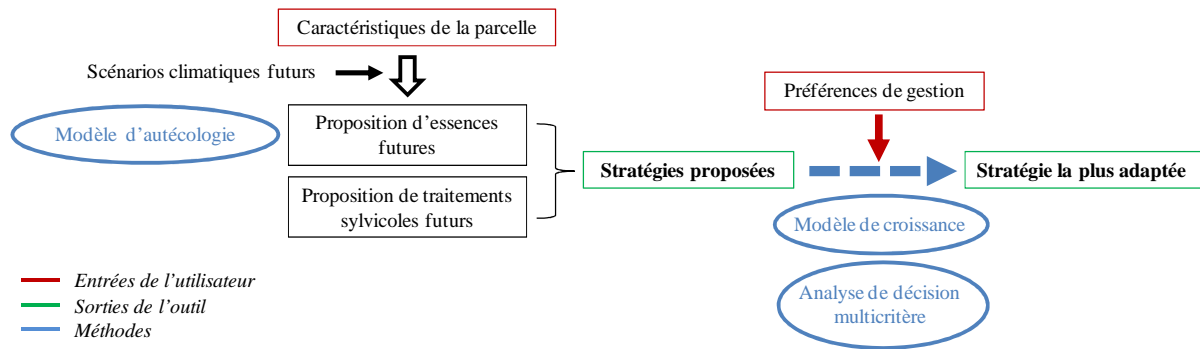 Caractéristiques de la parcelle
Scénarios climatiques futurs
Préférences de gestion
Modèle d'autécologie
Proposition d'essences
futures
Stratégies proposées
Stratégie la plus adaptée
Proposition de traitements
sylvicoles futurs
Modèle de croissance
Analyse de décision
multicritère
Entrées de l'utilisateur
Sorties de l'outil
Méthodes